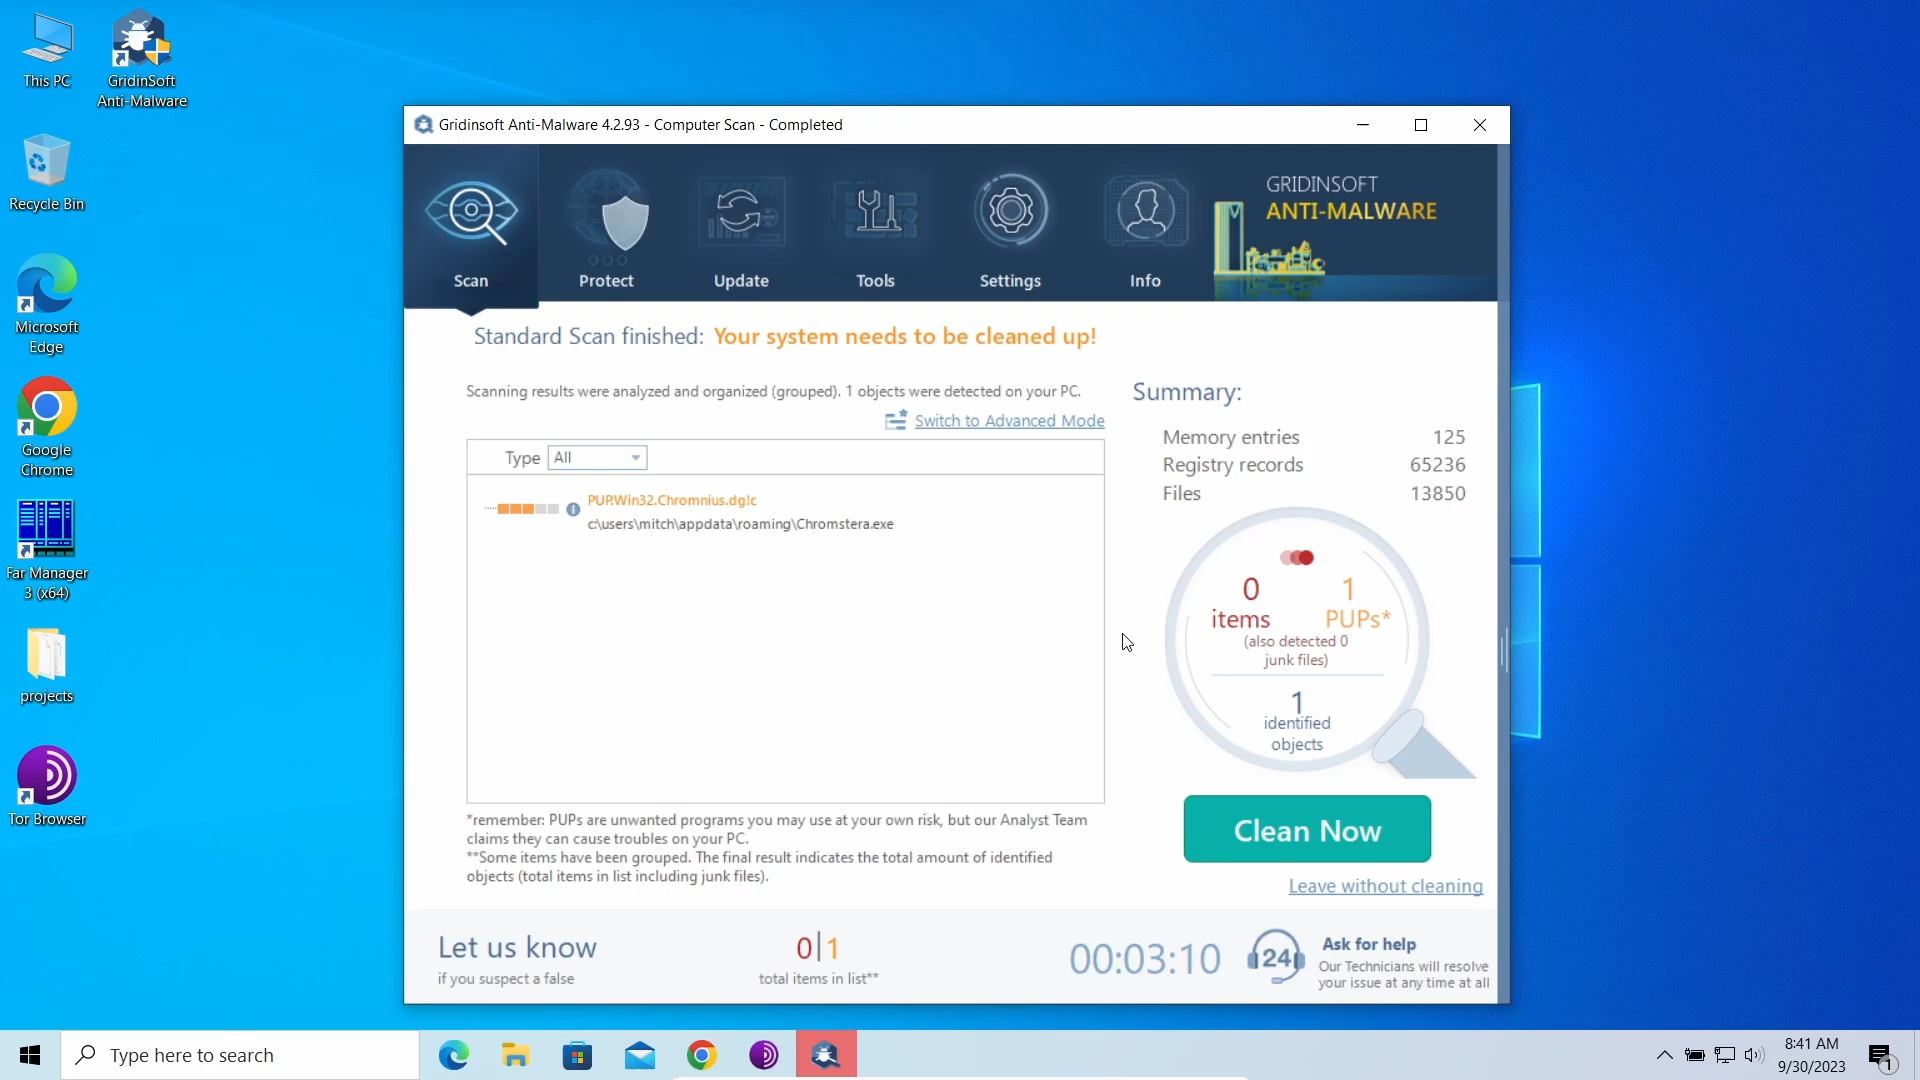 This PC
GridinSoft
Anti-Malware
Recycle Bin
Microsoft
Edge
Google
Chrome
Far Manager
3 (x64)
projects
Tor Browser
Gridinsoft Anti-Malware 4.2.93 - Computer Scan - Completed
Scan
Protect
Update
Tools
Settings
Info
GRIDINSOFT
ANTI-MALWARE
Standard Scan finished: Your system needs to be cleaned up!
Scanning results were analyzed and organized (grouped). 1 objects were detected on your PC.
Switch to Advanced Mode
Type All
PUP.Win32.Chromnius.dg!c
c:\users\mitch\appdata\roaming\Chromstera.exe
Summary:
Memory entries 125
Registry records 65236
Files 13850
0 1
items PUPs*
(also detected 0
junk files)
1
identified
objects
*remember: PUPs are unwanted programs you may use at your own risk, but our Analyst Team
claims they can cause troubles on your PC.
**Some items have been grouped. The final result indicates the total amount of identified
objects (total items in list including junk files).
Clean Now
Leave without cleaning
Let us know
if you suspect a false
0|1
total items in list**
00:03:10
24
Ask for help
Our Technicians will resolve
your issue at any time at all
Type here to search
8:41 AM
9/30/2023
1